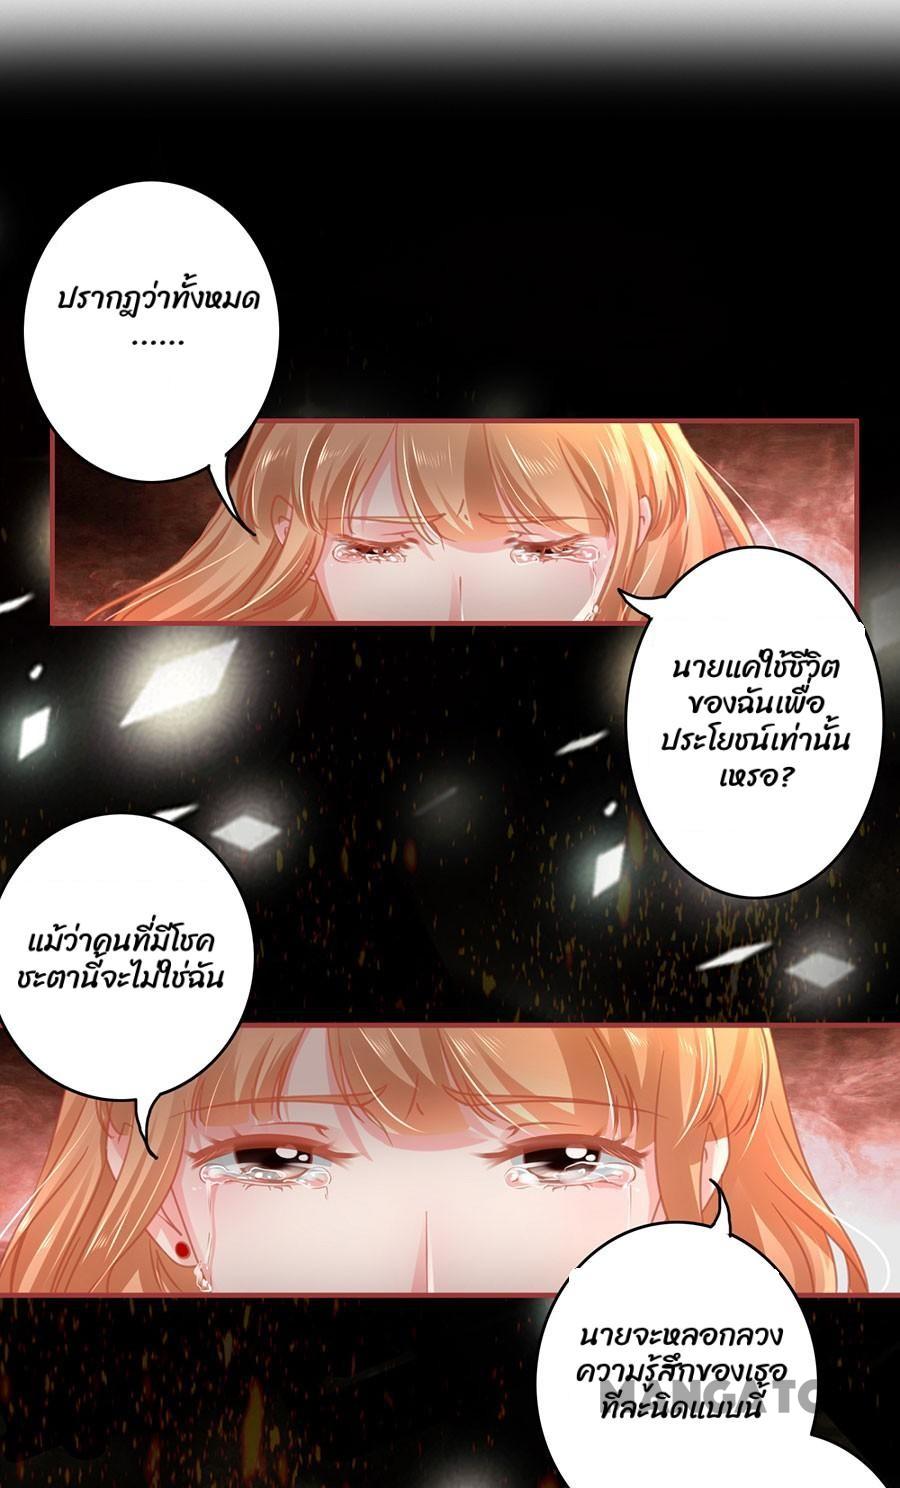 ปรากฎว่าทั้งหมด
......
นายแค่ใช้ชีวิต
ของฉันเพื่อ
ประโยชน์เท่านั้น
เหรอ?
แม้ว่าคนที่มีโชค
ชะตานี้จะไม่ใช่ฉัน
นายจะหลอกลวง
ความรู้สึกของเธอ
ทีละนิดแบบนี้
MANGATO